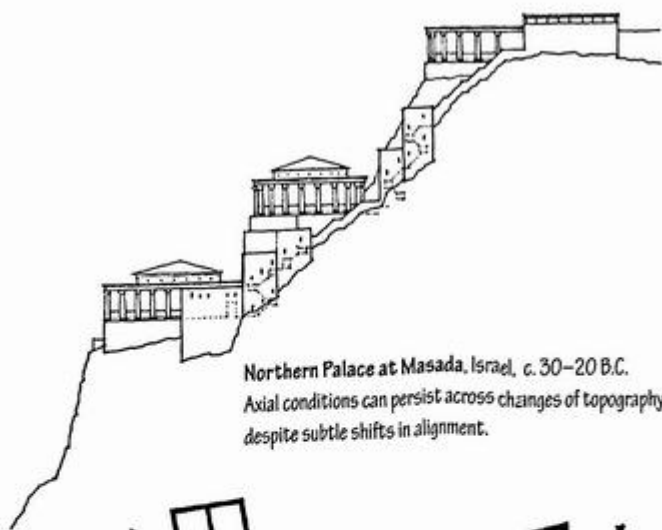 Northern Palace at Masada, Israel, c. 30–20 B.C.
Axial conditions can persist across changes of topography
despite subtle shifts in alignment.